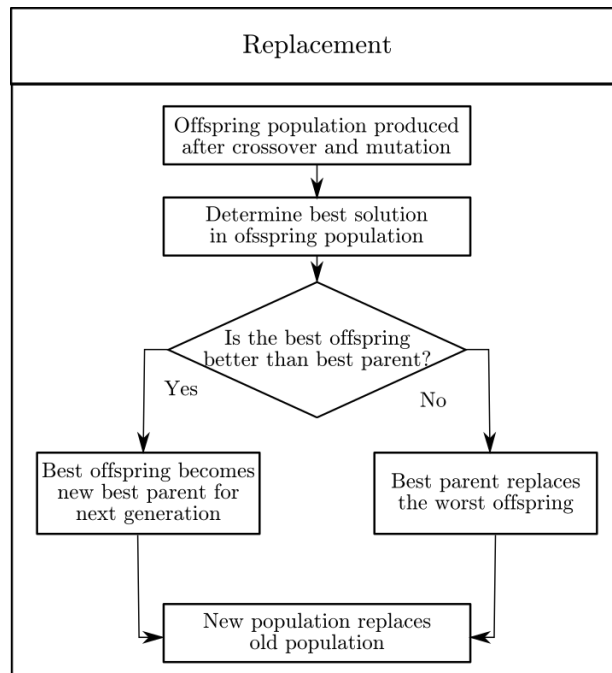 Replacement
Offspring population produced
after crossover and mutation
Determine best solution
in ofsspring population
Is the best offspring
better than best parent?
Yes
No
Best offspring becomes
new best parent for
next generation
Best parent replaces
the worst offspring
New population replaces
old population